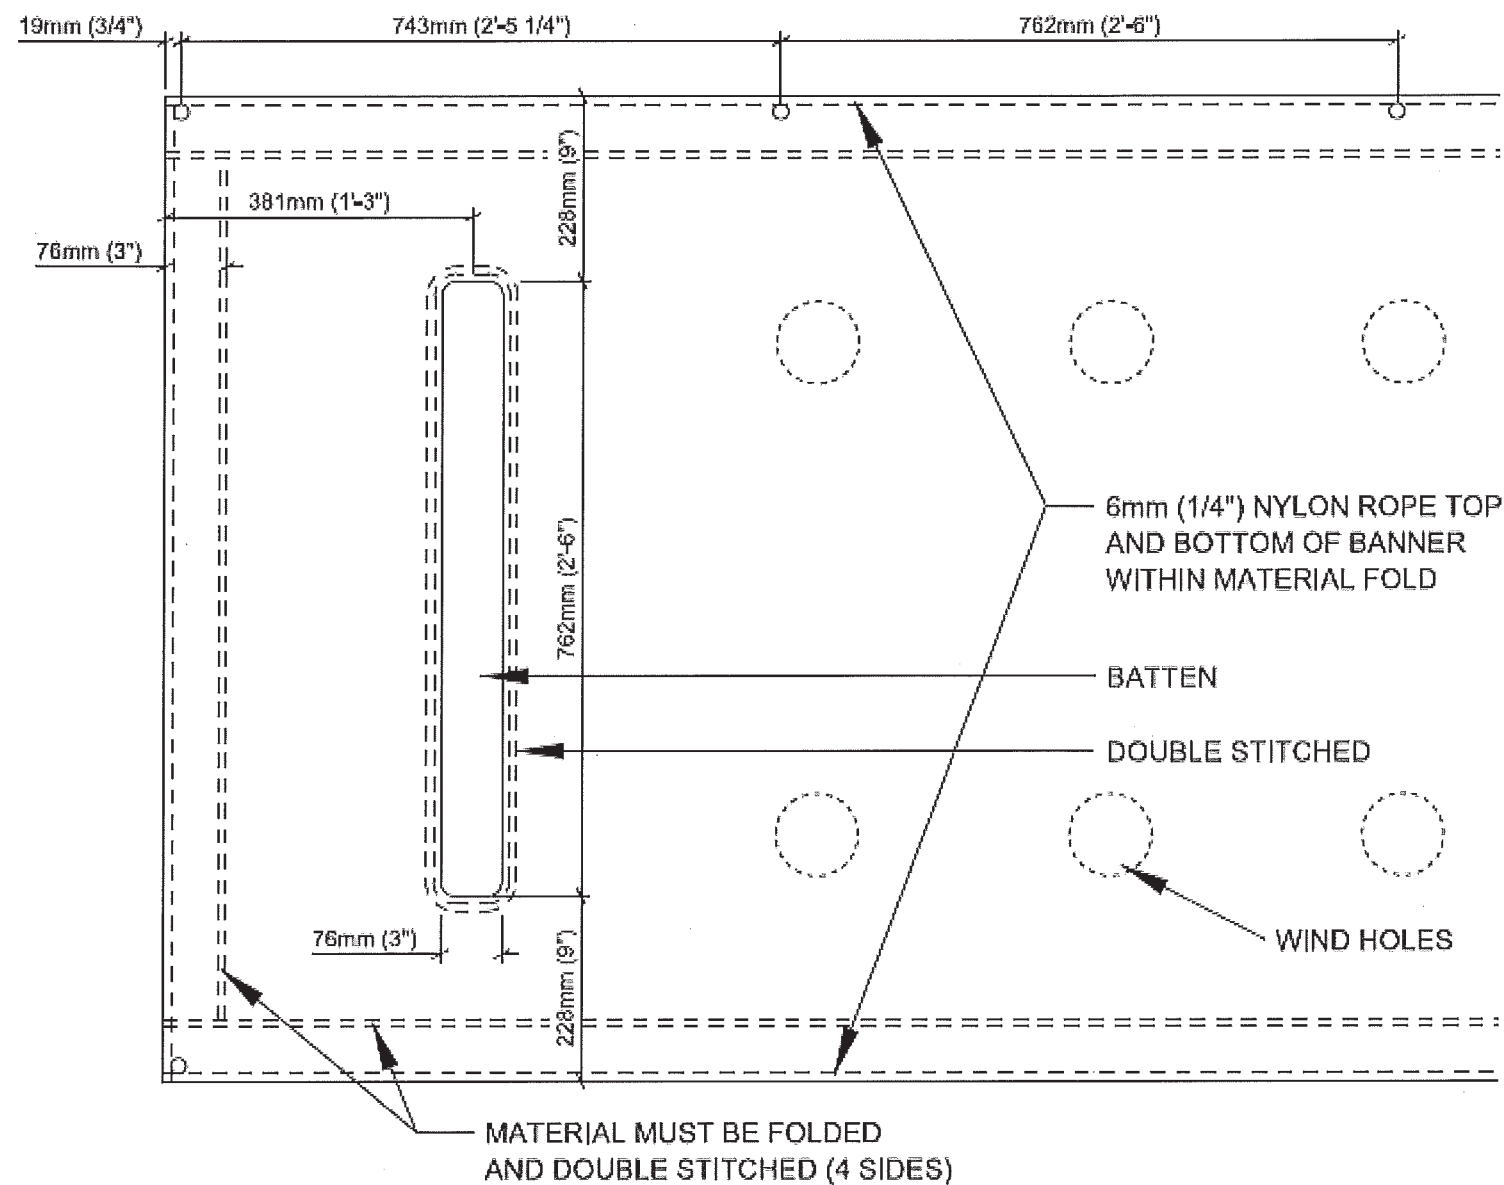 19mm (3/4") 743mm (2'-5 1/4") 762mm (2'-6")
228mm (9")
381mm (1'-3")
76mm (3")
6mm (1/4") NYLON ROPE TOP
AND BOTTOM OF BANNER
WITHIN MATERIAL FOLD
762mm (2'-6")
BATTEN
DOUBLE STITCHED
76mm (3")
WIND HOLES
228mm (9")
MATERIAL MUST BE FOLDED
AND DOUBLE STITCHED (4 SIDES)